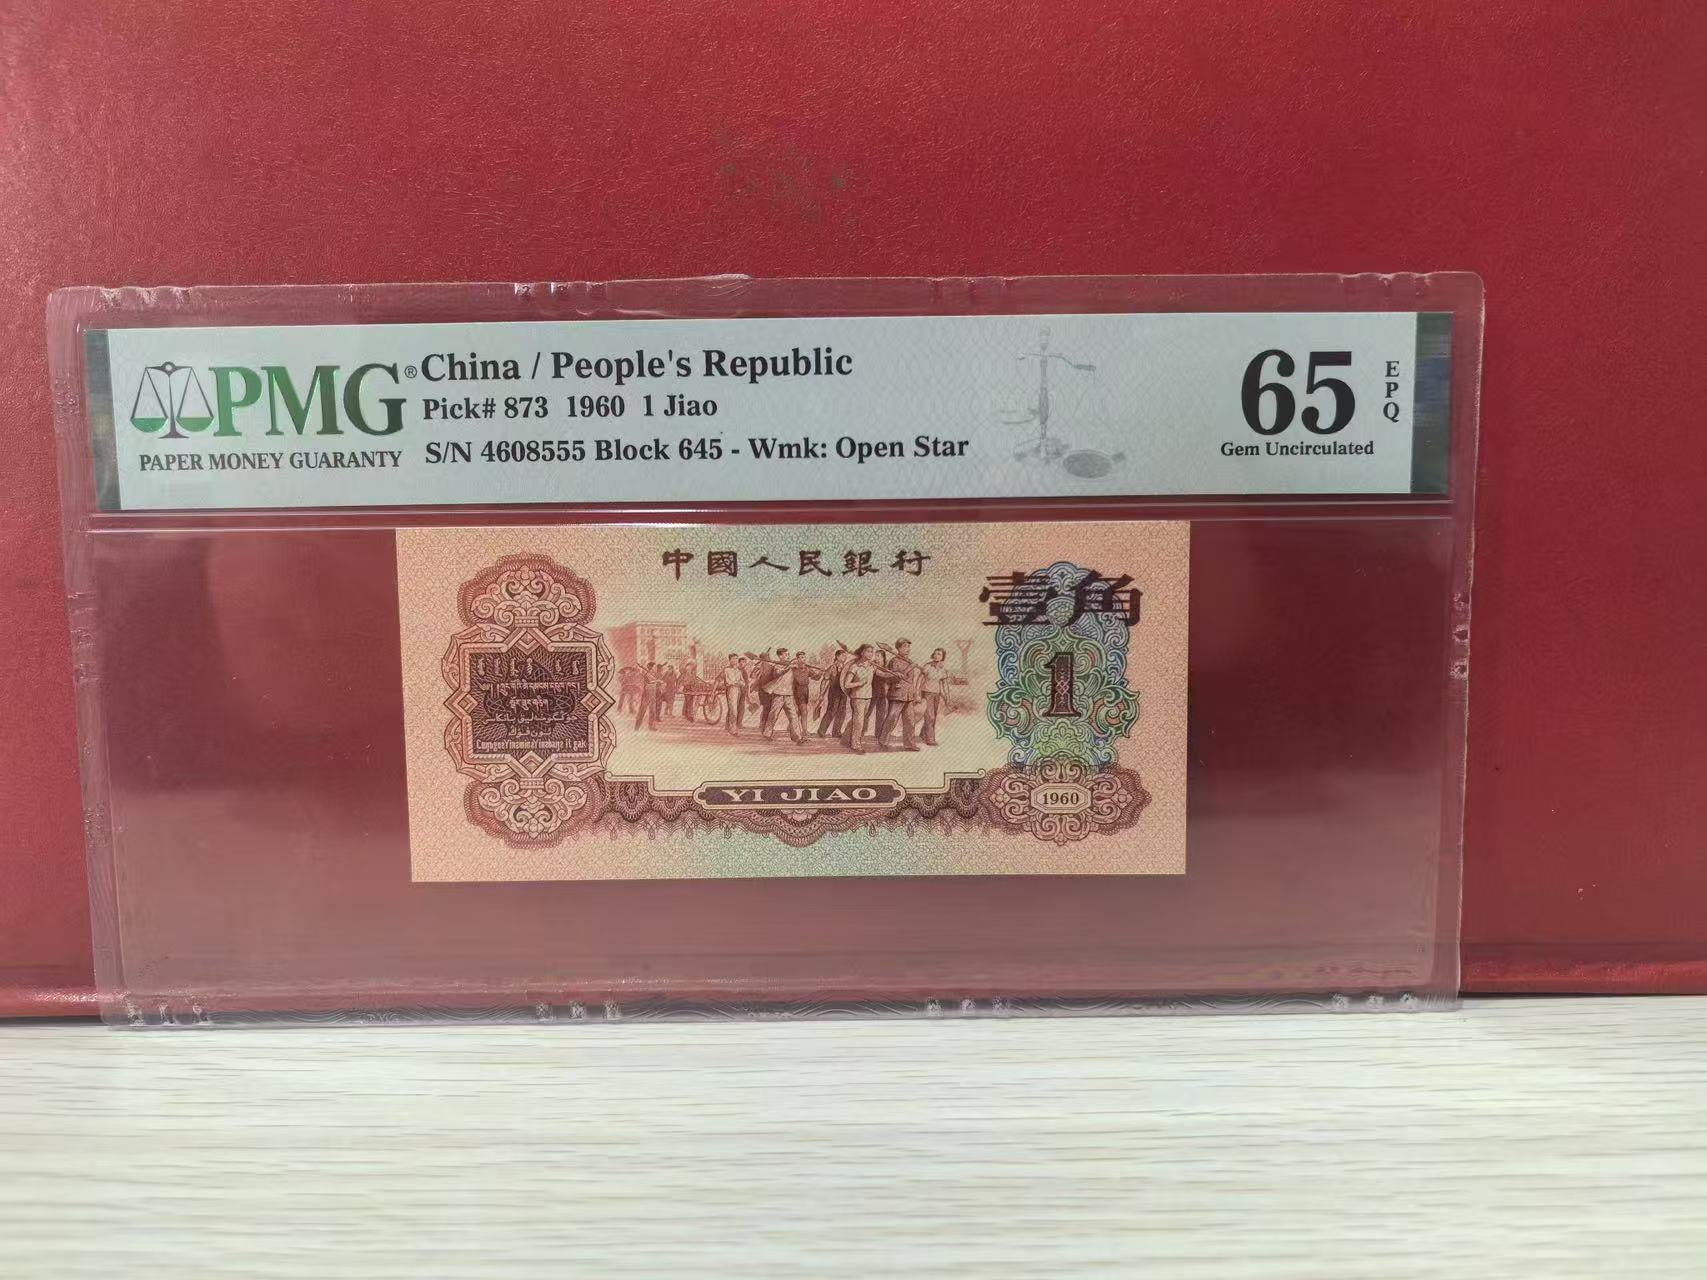 PMG®
PAPER MONEY GUARANTY
China / People's Republic
Pick# 873 1960 1 Jiao
S/N 4608555 Block 645 - Wmk: Open Star
65
EPQ
Gem Uncirculated
中國人民銀行
壹角
1
YI JIAO
1960